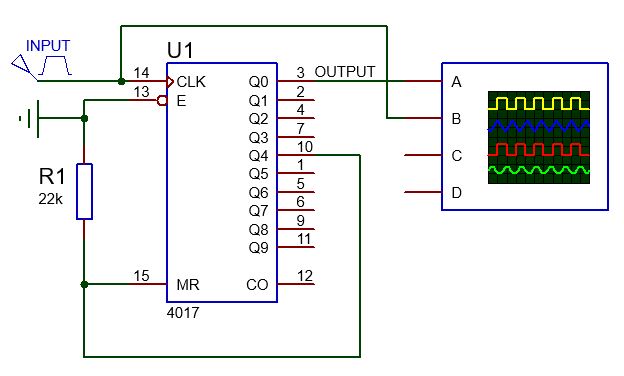 INPUT
U1
14
CLK
Q0
3
OUTPUT
A
13
E
Q1
2
Q2
4
B
Q3
7
Q4
10
C
R1
22k
Q5
1
Q6
5
D
Q7
6
Q8
9
Q9
11
15
MR
CO
12
4017